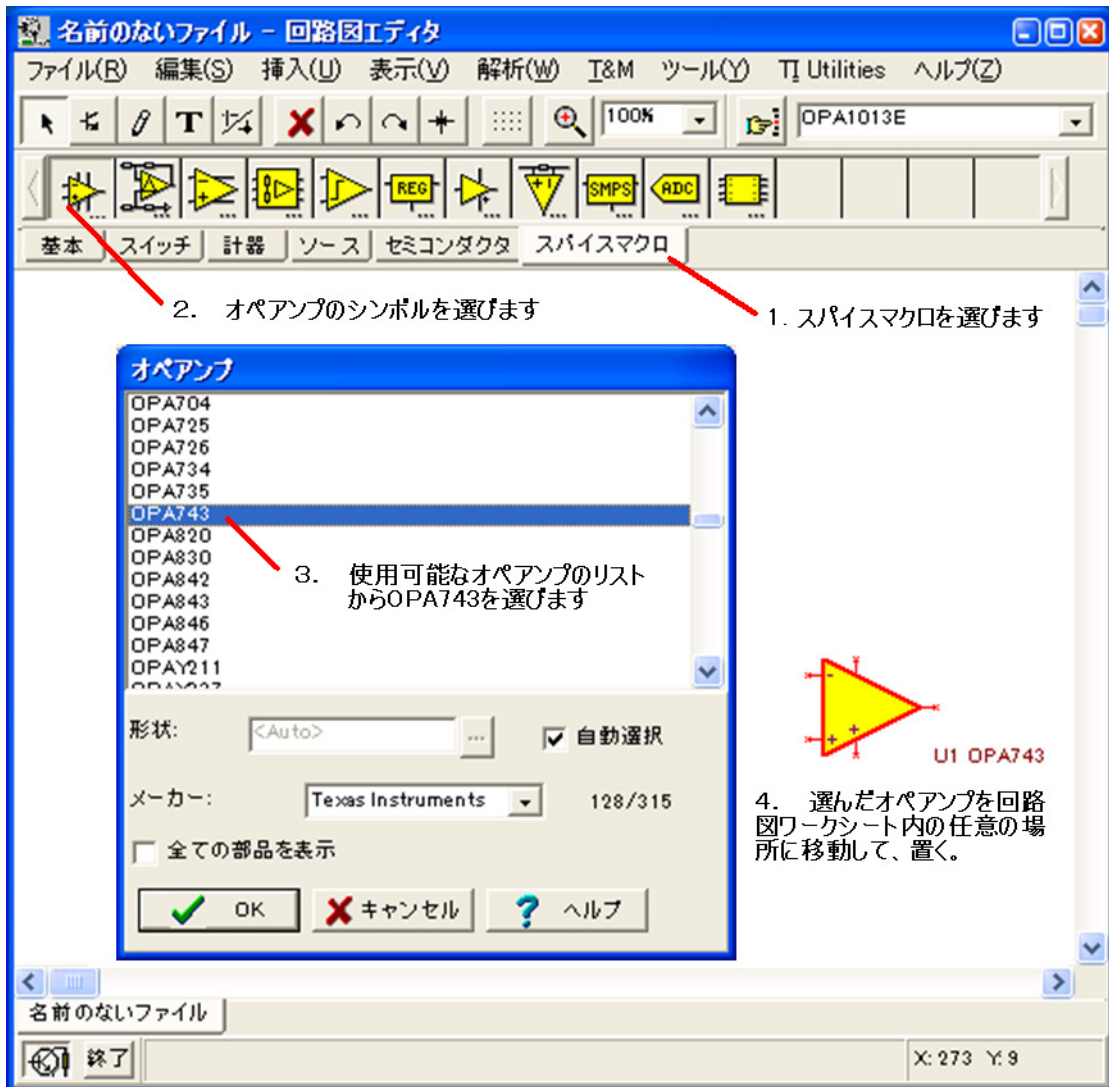 名前のないファイル - 回路図エディタ
ファイル(R) 編集(S) 挿入(U) 表示(V) 解析(W) T&M ツール(Y) TI Utilities ヘルプ(Z)
T 100% OPA1013E
REG SMPS ADC
基本 スイッチ 計器 ソース セミコンダクタ スパイスマクロ
2. オペアンプのシンボルを選びます
1. スパイスマクロを選びます
オペアンプ
OPA704
OPA725
OPA726
OPA734
OPA735
OPA743
OPA820
OPA830
OPA842
OPA843
OPA846
OPA847
OPAY211
3. 使用可能なオペアンプのリスト
からOPA743を選びます
形状: <Auto> ... 自動選択
メーカー: Texas Instruments 128/315
全ての部品を表示
OK キャンセル ヘルプ
U1 OPA743
4. 選んだオペアンプを回路
図ワークシート内の任意の場
所に移動して、置く。
名前のないファイル
終了 X: 273 Y: 9